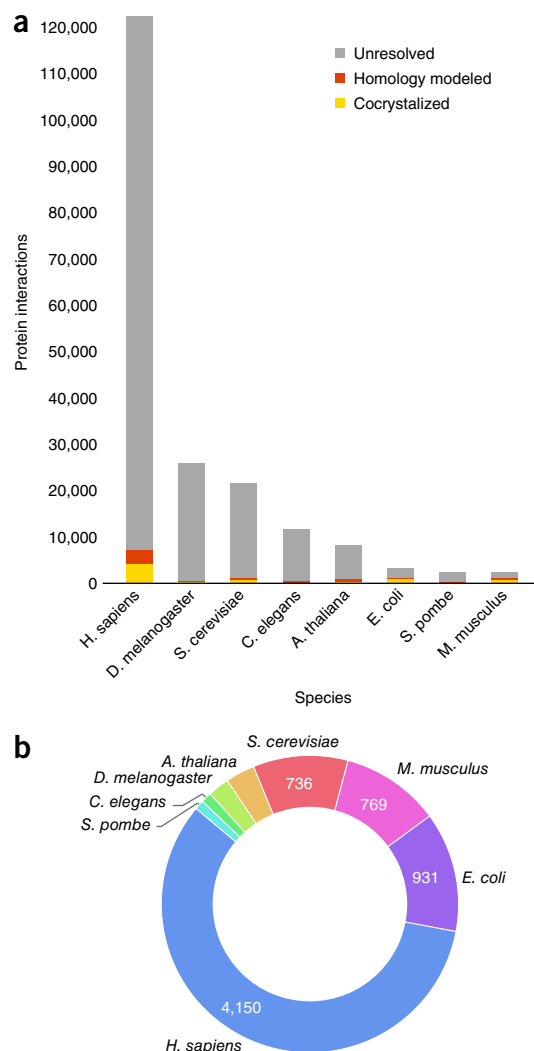 a
120,000
110,000
100,000
90,000
80,000
70,000
60,000
50,000
40,000
30,000
20,000
10,000
0
Protein interactions
Unresolved
Homology modeled
Cocrystalized
H. sapiens
D. melanogaster
S. cerevisiae
C. elegans
A. thaliana
E. coli
S. pombe
M. musculus
Species
b
S. cerevisiae
A. thaliana
D. melanogaster
C. elegans
S. pombe
M. musculus
E. coli
H. sapiens
736
769
931
4,150